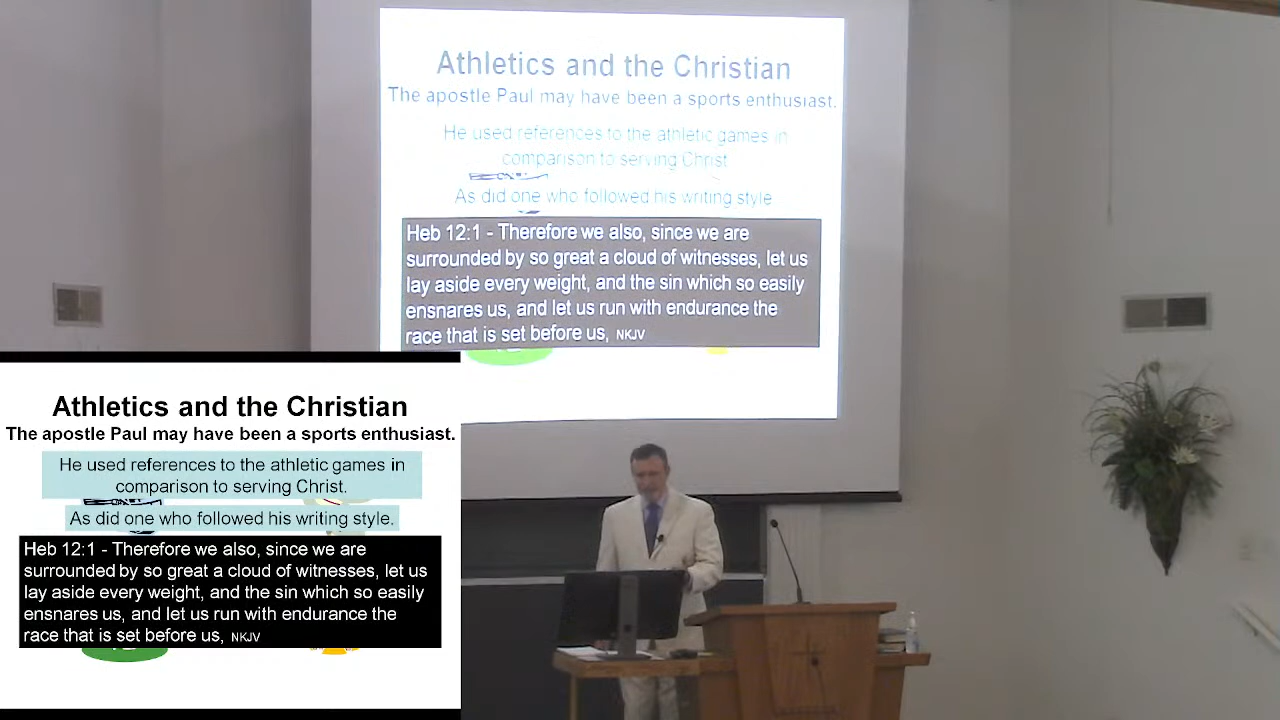 Athletics and the Christian
The apostle Paul may have been a sports enthusiast.
He used references to the athletic games in
comparison to serving Christ
As did one who followed his writing style
Heb 12:1 - Therefore we also, since we are
surrounded by so great a cloud of witnesses, let us
lay aside every weight, and the sin which so easily
ensnares us, and let us run with endurance the
race that is set before us, NKJV
Athletics and the Christian
The apostle Paul may have been a sports enthusiast.
He used references to the athletic games in
comparison to serving Christ.
As did one who followed his writing style.
Heb 12:1 - Therefore we also, since we are
surrounded by so great a cloud of witnesses, let us
lay aside every weight, and the sin which so easily
ensnares us, and let us run with endurance the
race that is set before us, NKJV